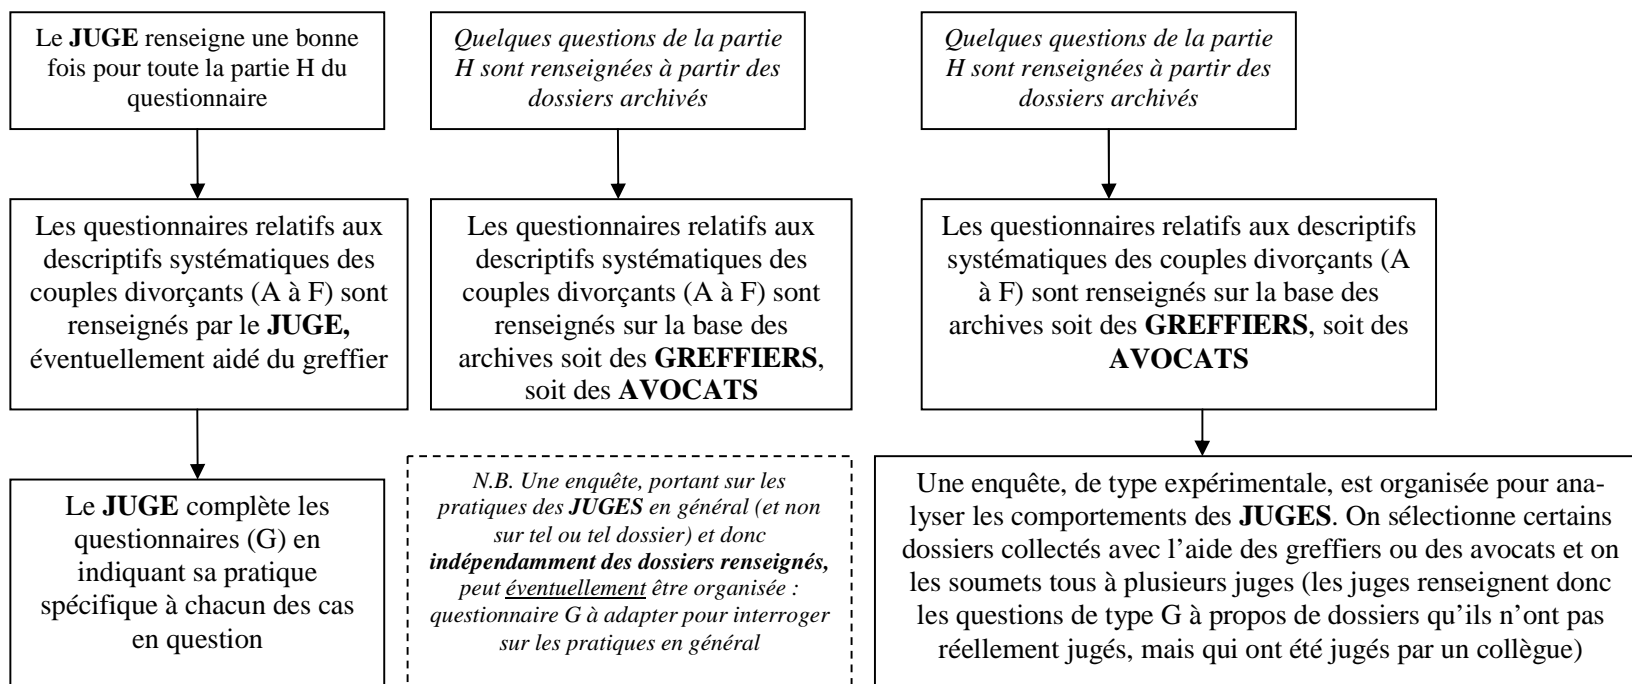 Le JUGE renseigne une bonne
fois pour toute la partie H du
questionnaire
Les questionnaires relatifs aux
descriptifs systématiques des
couples divorçants (A à F) sont
renseignés par le JUGE,
éventuellement aidé du greffier
Le JUGE complète les
questionnaires (G) en
indiquant sa pratique
spécifique à chacun des cas
en question
Quelques questions de la partie
H sont renseignées à partir des
dossiers archivés
Les questionnaires relatifs aux
descriptifs systématiques des
couples divorçants (A à F) sont
renseignés sur la base des
archives soit des GREFFIERS,
soit des AVOCATS
N.B. Une enquête, portant sur les
pratiques des JUGES en général (et non
sur tel ou tel dossier) et donc
indépendamment des dossiers renseignés,
peut éventuellement être organisée :
questionnaire G à adapter pour interroger
sur les pratiques en général
Quelques questions de la partie
H sont renseignées à partir des
dossiers archivés
Les questionnaires relatifs aux descriptifs
systématiques des couples divorçants (A
à F) sont renseignés sur la base des
archives soit des GREFFIERS, soit des
AVOCATS
Une enquête, de type expérimentale, est organisée pour ana-
lyser les comportements des JUGES. On sélectionne certains
dossiers collectés avec l’aide des greffiers ou des avocats et on
les soumets tous à plusieurs juges (les juges renseignent donc
les questions de type G à propos de dossiers qu’ils n’ont pas
réellement jugés, mais qui ont été jugés par un collègue)